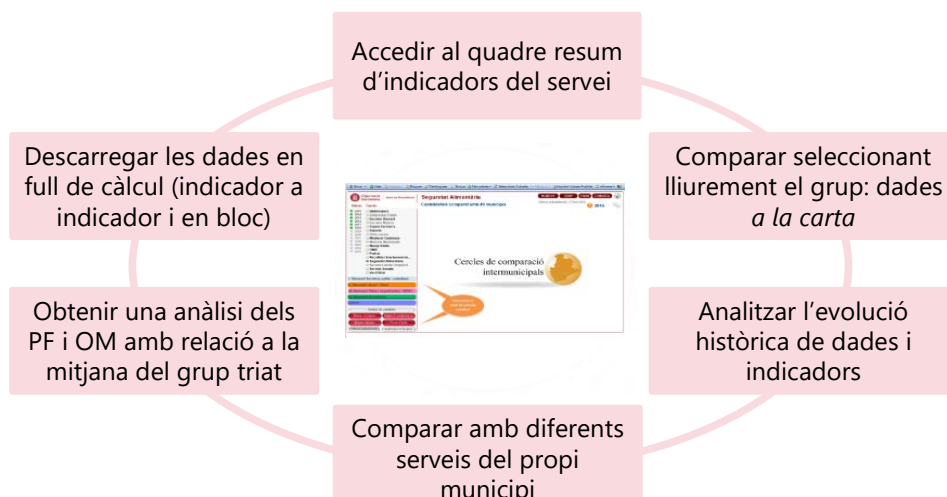 Accedir al quadre resum
d’indicadors del servei
Descarregar les dades en
full de càlcul (indicador a
indicador i en bloc)
Comparar seleccionant
lliurement el grup: dades
a la carta
Seguretat Alimentària
Cercles de comparació
intermunicipals
Obtenir una anàlisi dels
PF i OM amb relació a la
mitjana del grup triat
Analitzar l’evolució
històrica de dades i
indicadors
Comparar amb diferents
serveis del propi
municipi